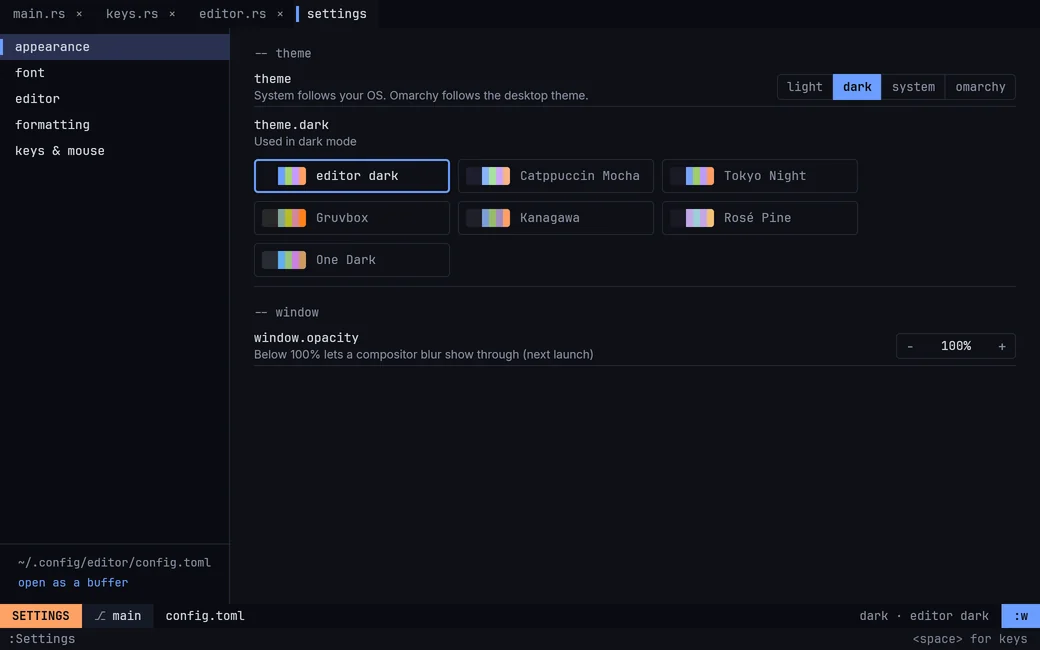 main.rs × keys.rs × editor.rs × settings
appearance
font
editor
formatting
keys & mouse
~/.config/editor/config.toml
open as a buffer
-- theme
theme
System follows your OS. Omarchy follows the desktop theme.
light dark system omarchy
theme.dark
Used in dark mode
editor dark Catppuccin Mocha Tokyo Night
Gruvbox Kanagawa Rosé Pine
One Dark
-- window
window.opacity
Below 100% lets a compositor blur show through (next launch)
- 100% +
SETTINGS ⎇ main config.toml dark · editor dark :w
:Settings <space> for keys